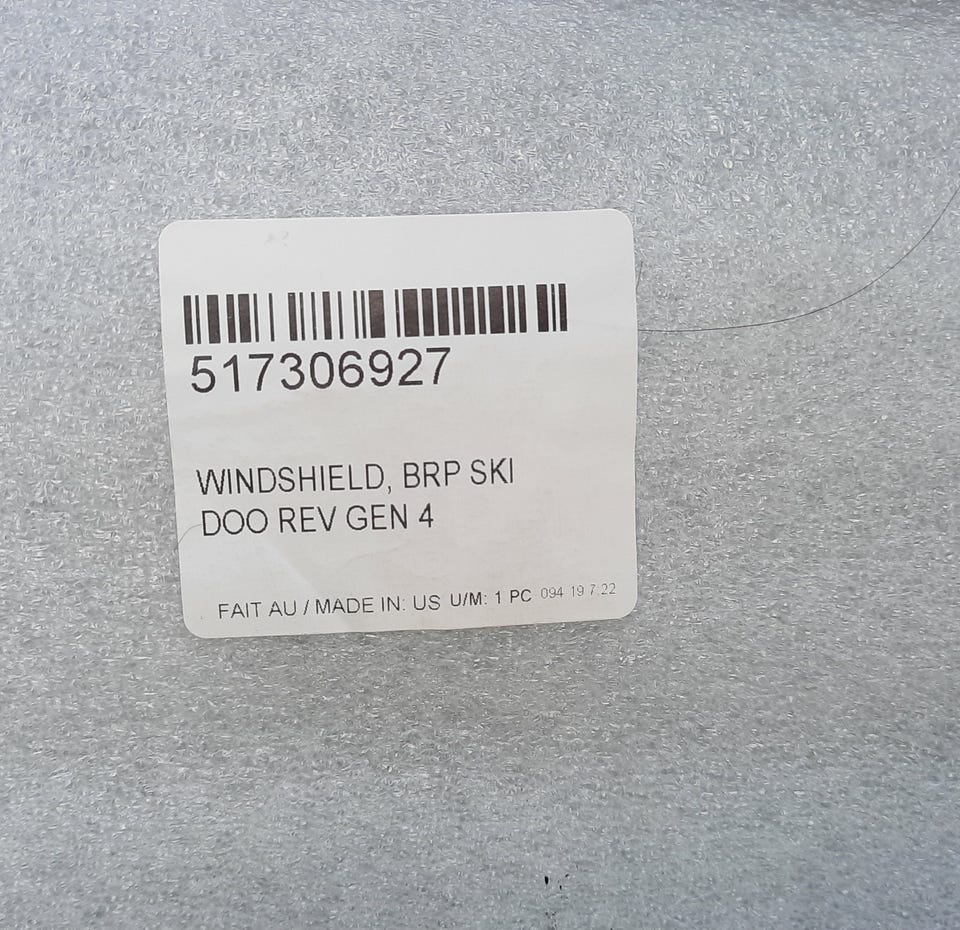 517306927
WINDSHIELD, BRP SKI
DOO REV GEN 4
FAIT AU / MADE IN: US U/M: 1 PC 094 19 7:22